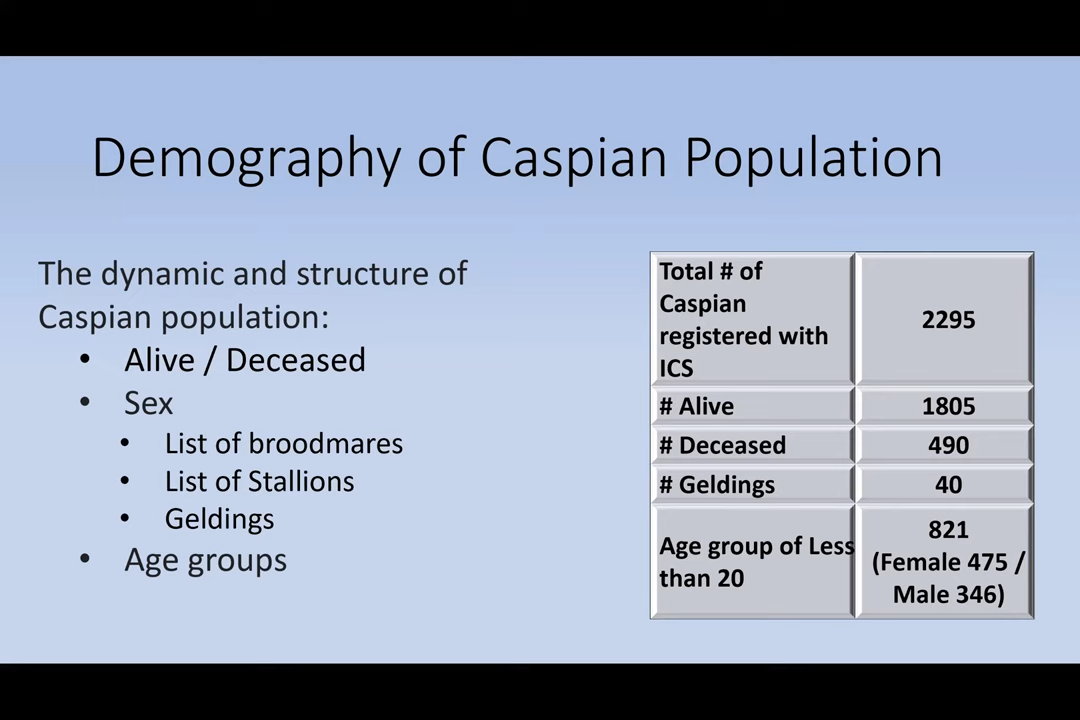 Demography of Caspian Population
The dynamic and structure of
Caspian population:
• Alive / Deceased
• Sex
• List of broodmares
• List of Stallions
• Geldings
• Age groups
Total # of
Caspian
registered with
ICS
2295
# Alive
1805
# Deceased
490
# Geldings
40
Age group of Less
than 20
821
(Female 475 /
Male 346)